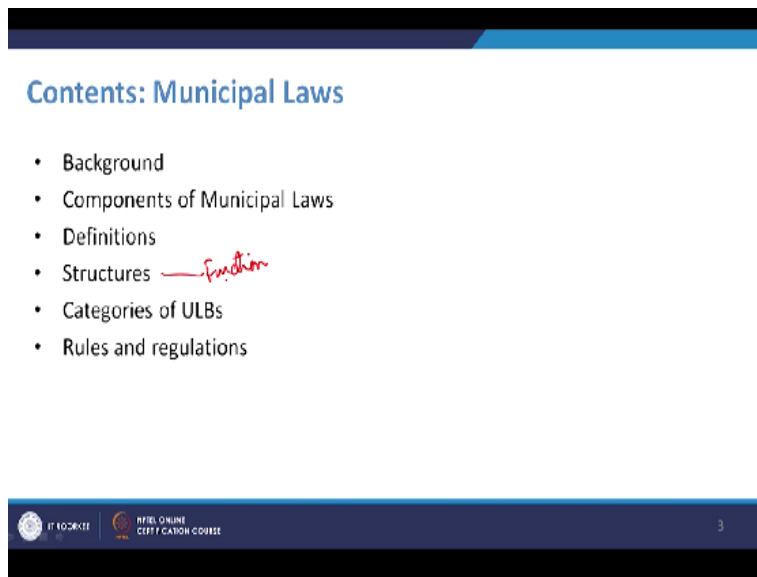 Contents: Municipal Laws
• Background
• Components of Municipal Laws
• Definitions
• Structures — Function
• Categories of ULBs
• Rules and regulations
IIT ROORKEE
NPTEL ONLINE
CERTIFICATION COURSE
3